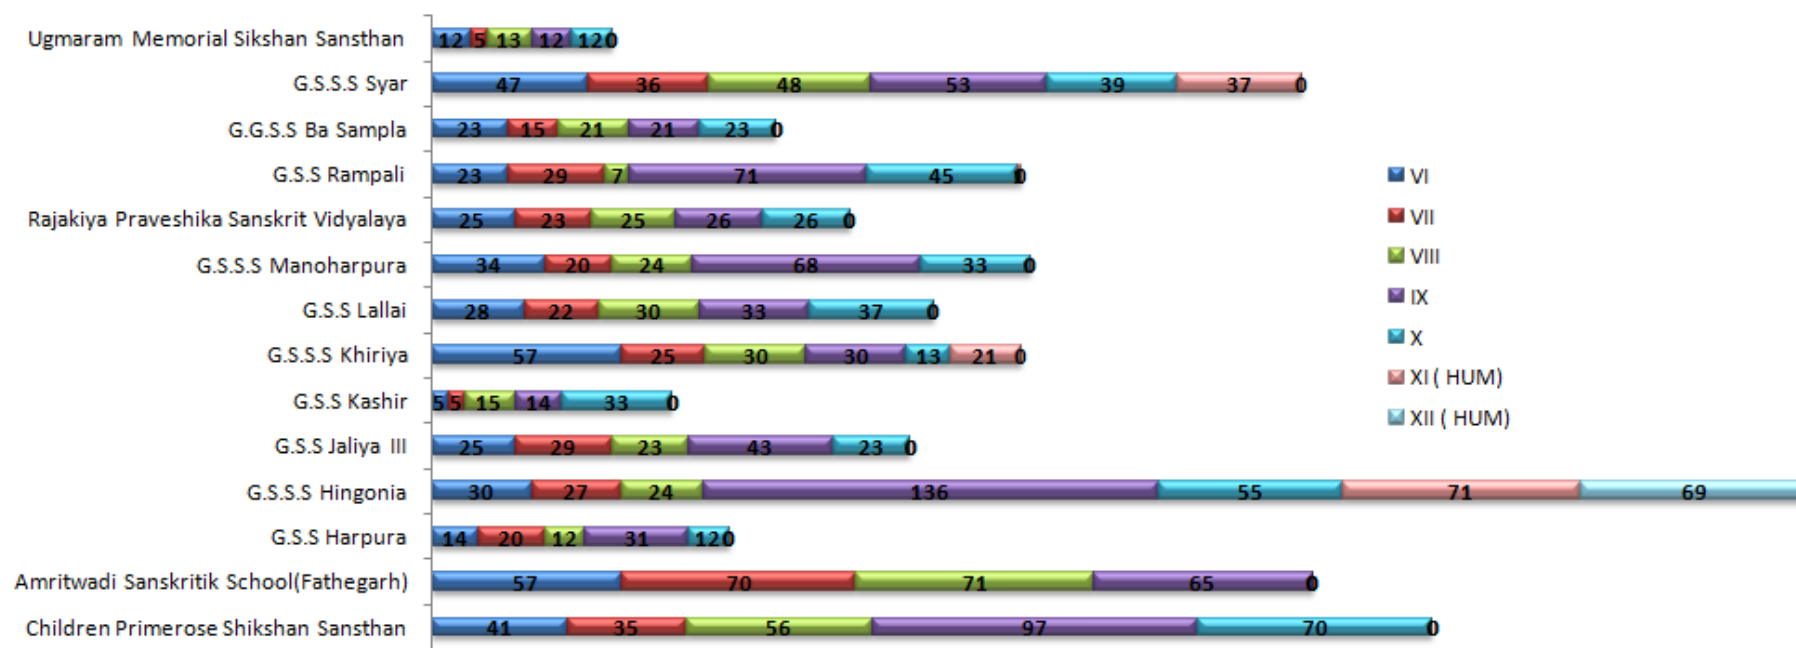 Ugmaram Memorial Sikshan Sansthan 12 5 13 12 12 0
G.S.S.S Syar 47 36 48 53 39 37 0
G.G.S.S Ba Sampla 23 15 21 21 23 0
G.S.S Rampali 23 29 7 71 45 0
Rajakiya Praveshika Sanskrit Vidyalaya 25 23 25 26 26 0
G.S.S.S Manoharpura 34 20 24 68 33 0
G.S.S Lallai 28 22 30 33 37 0
G.S.S.S Khiriya 57 25 30 30 13 21 0
G.S.S Kashir 5 5 15 14 33 0
G.S.S Jaliya III 25 29 23 43 23 0
G.S.S.S Hingonia 30 27 24 136 55 71 69
G.S.S Harpura 14 20 12 31 12 0
Amritwadi Sanskritik School(Fathegarh) 57 70 71 65 0
Children Primerose Shikshan Sansthan 41 35 56 97 70 0
VI
VII
VIII
IX
X
XI ( HUM)
XII ( HUM)